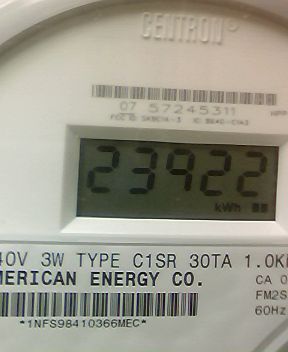 CENTRON®
07 57245311
23922
kWh
40V 3W TYPE C1SR 30TA 1.0K
MERICAN ENERGY CO.
CA 0
FM2S
60Hz
*1NFS98410366MEC*